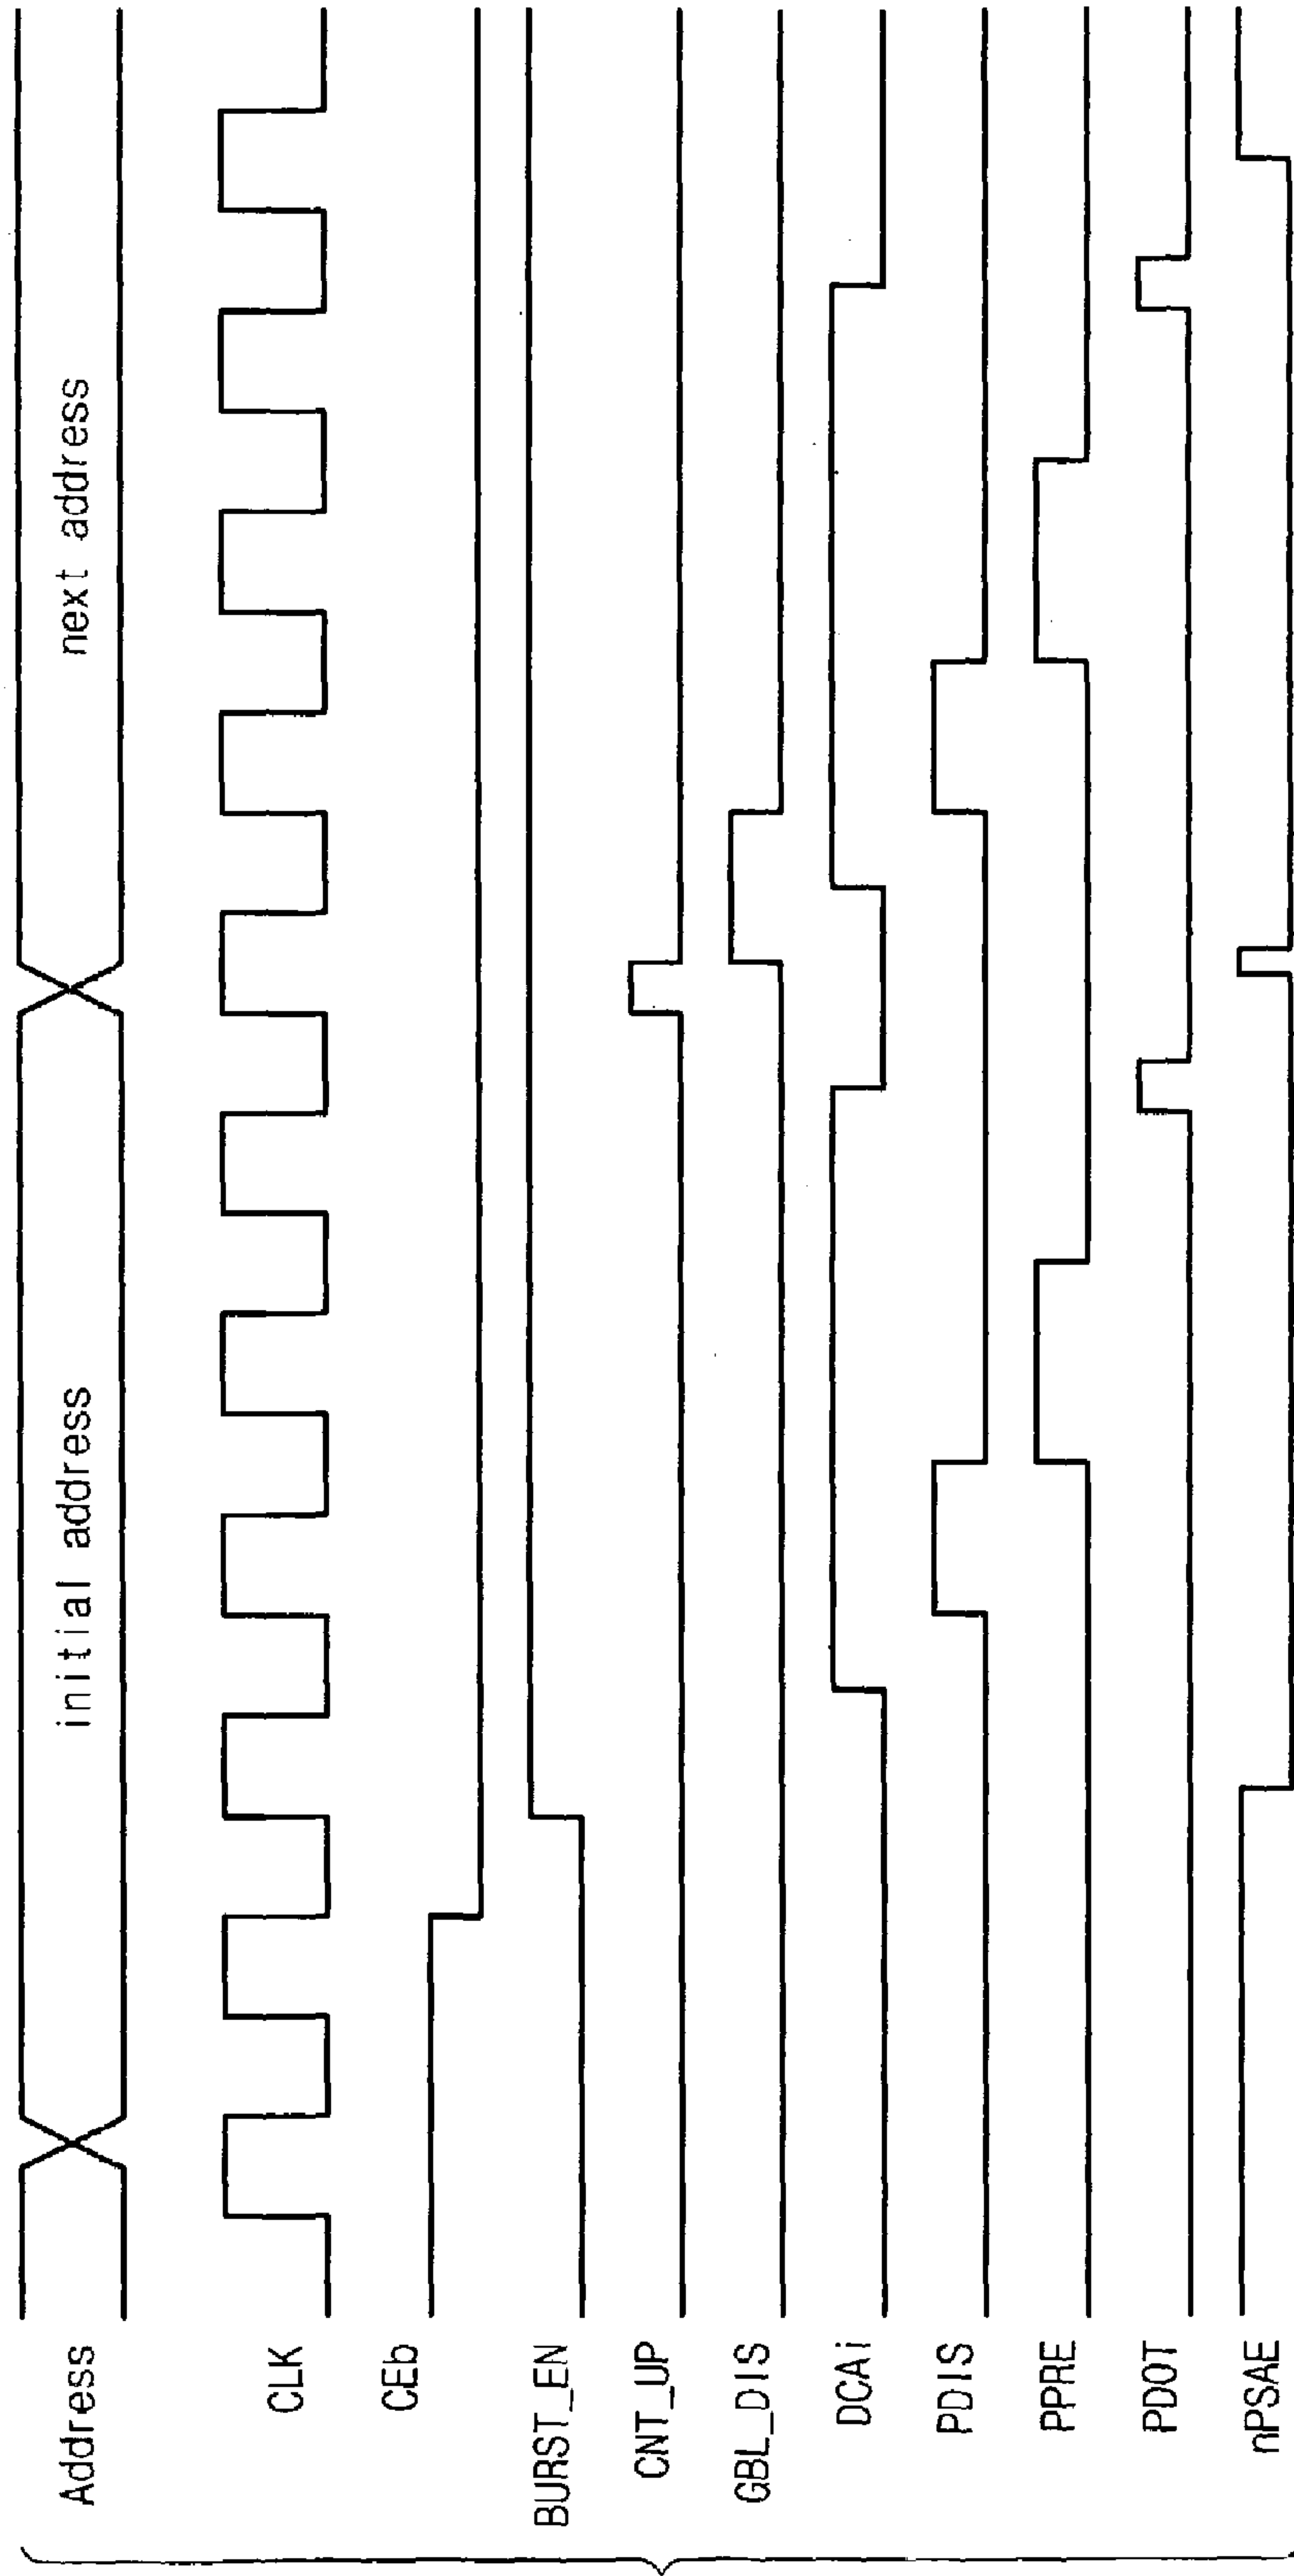 Address
initial address
next address
CLK
CEb
BURST_EN
CNT_UP
GBL_DIS
DCAi
PDIS
PPRE
PDOT
nPSAE